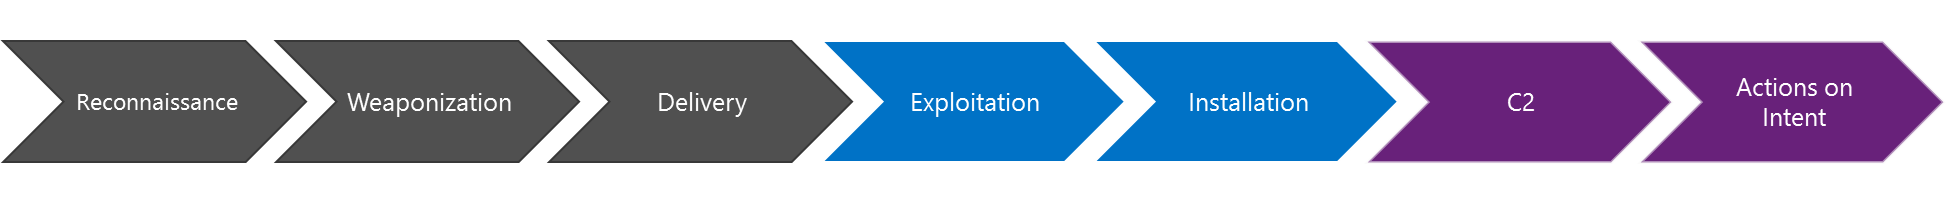 Reconnaissance
Weaponization
Delivery
Exploitation
Installation
C2
Actions on
Intent